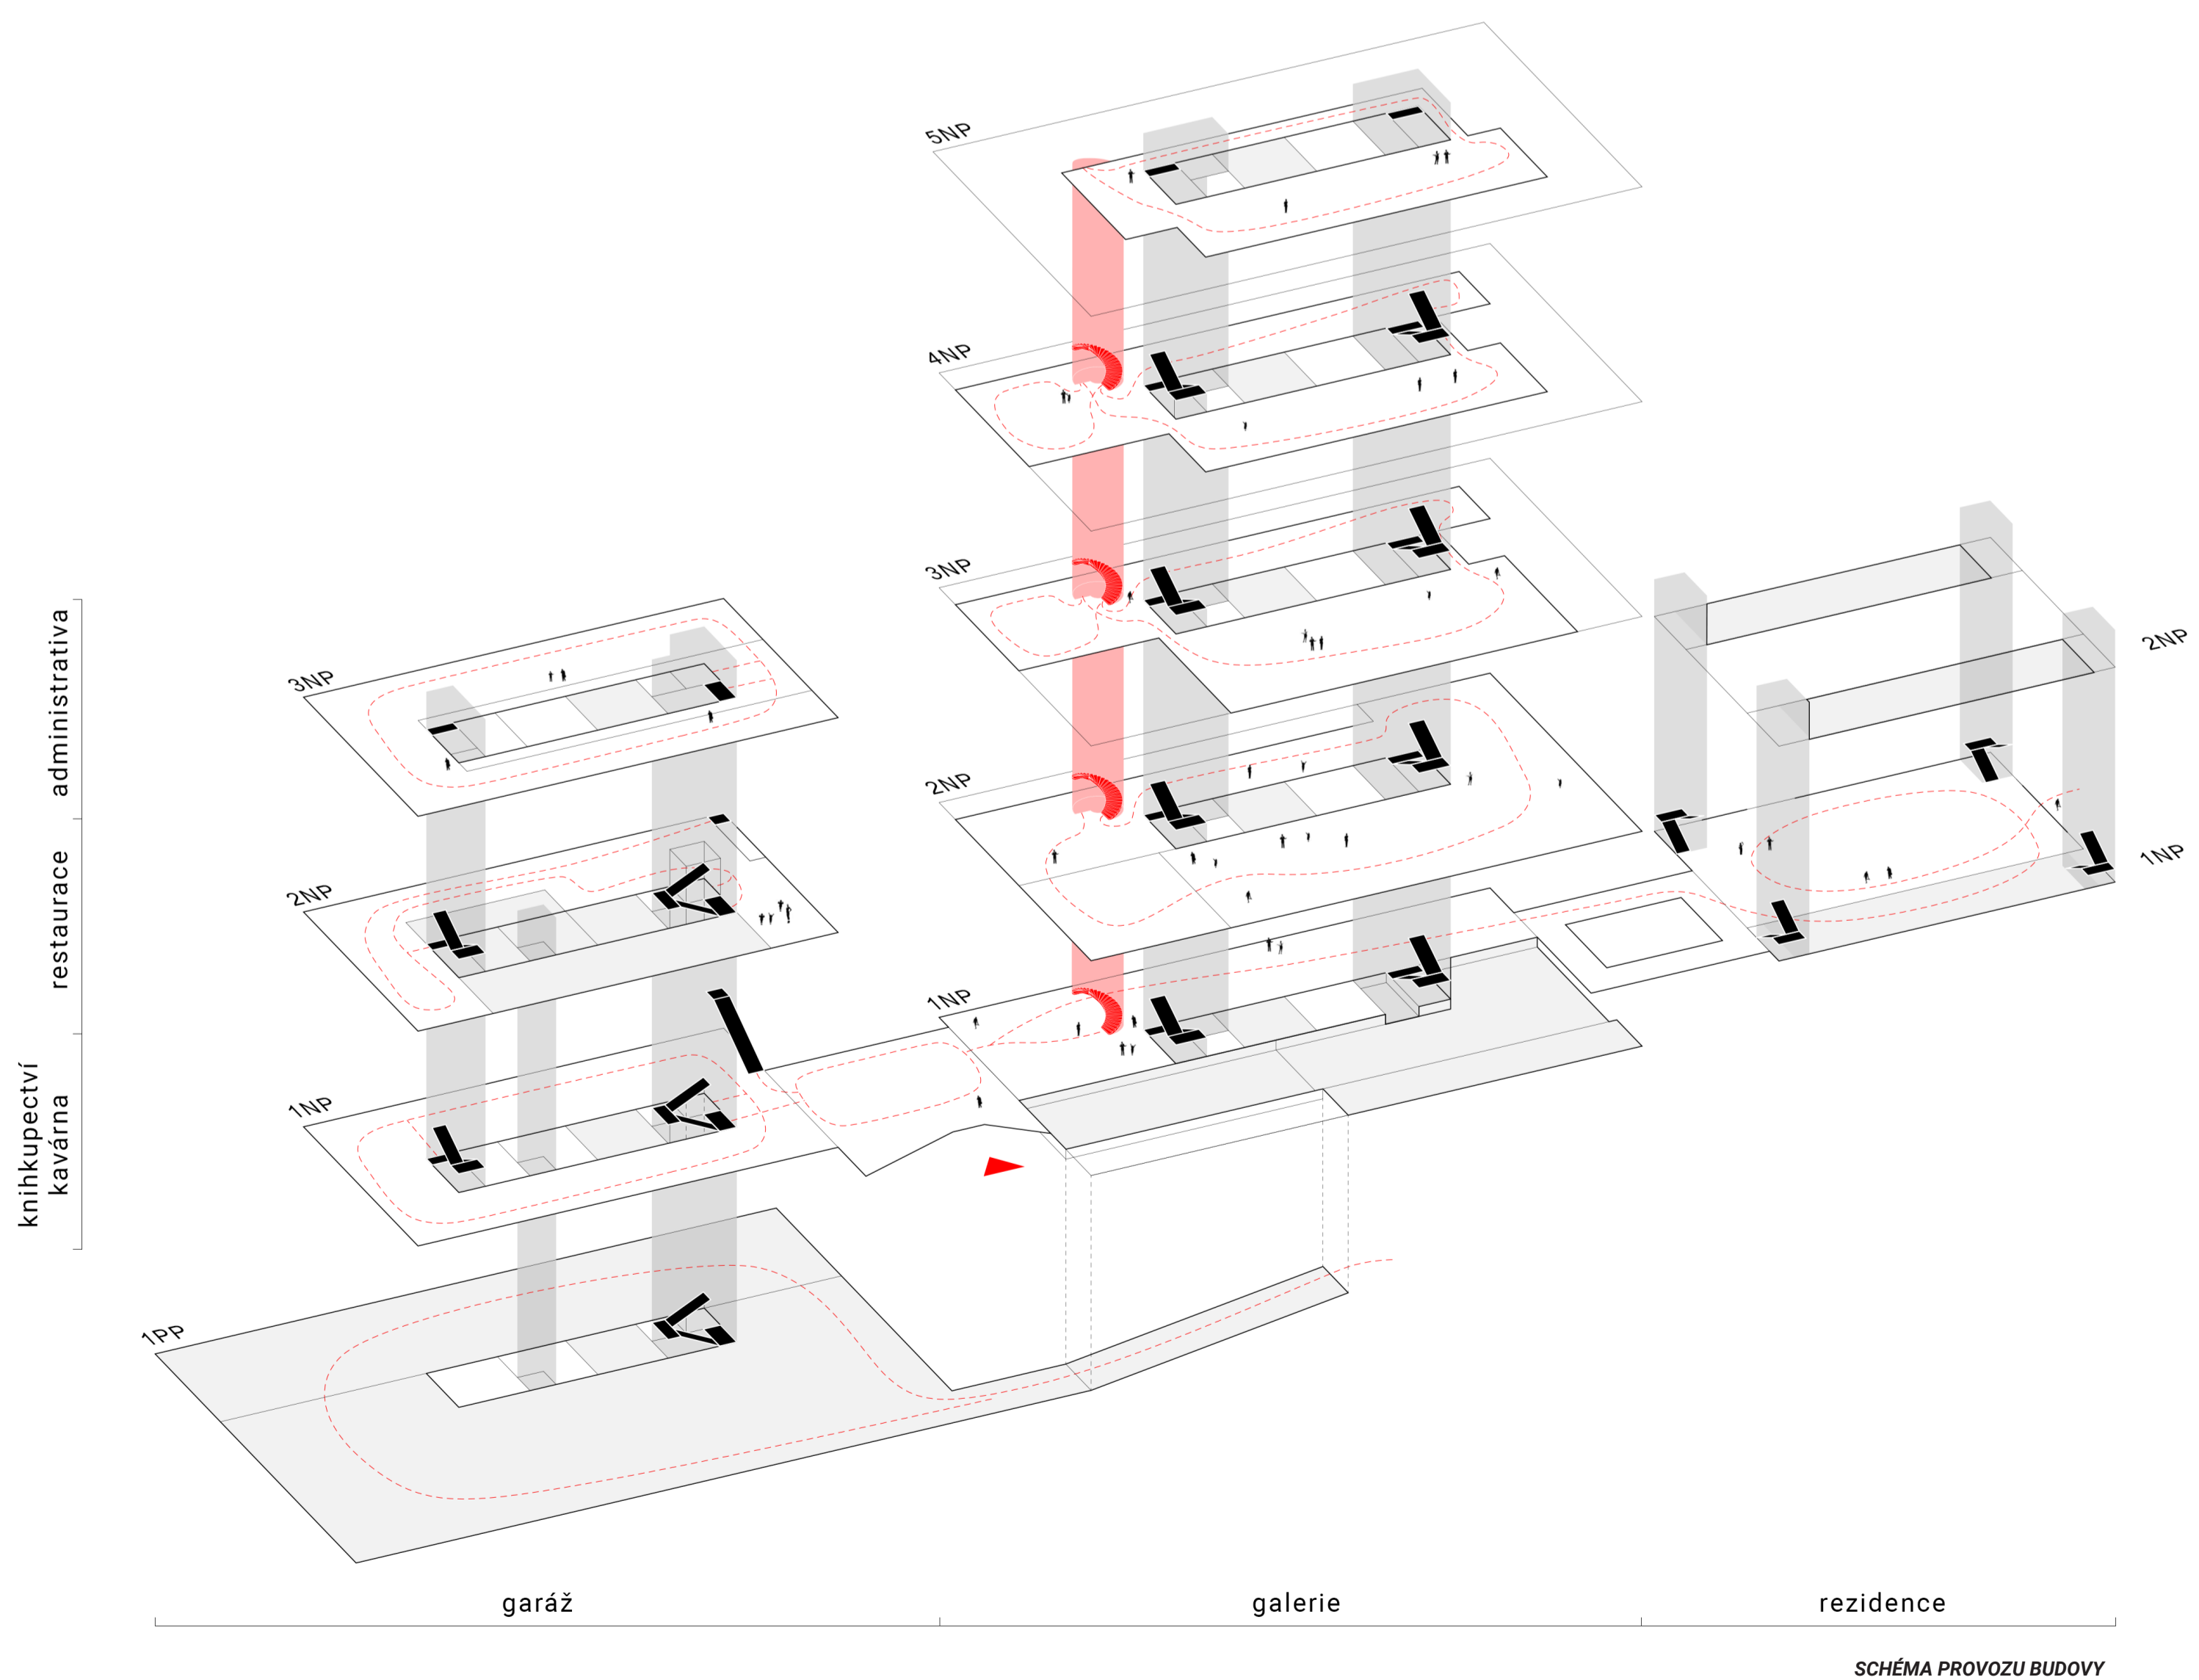 5NP
4NP
3NP
2NP
1NP
3NP
2NP
1NP
1PP
2NP
1NP
administrativa
restaurace
knihkupectví
kavárna
garáž
galerie
rezidence
SCHÉMA PROVOZU BUDOVY